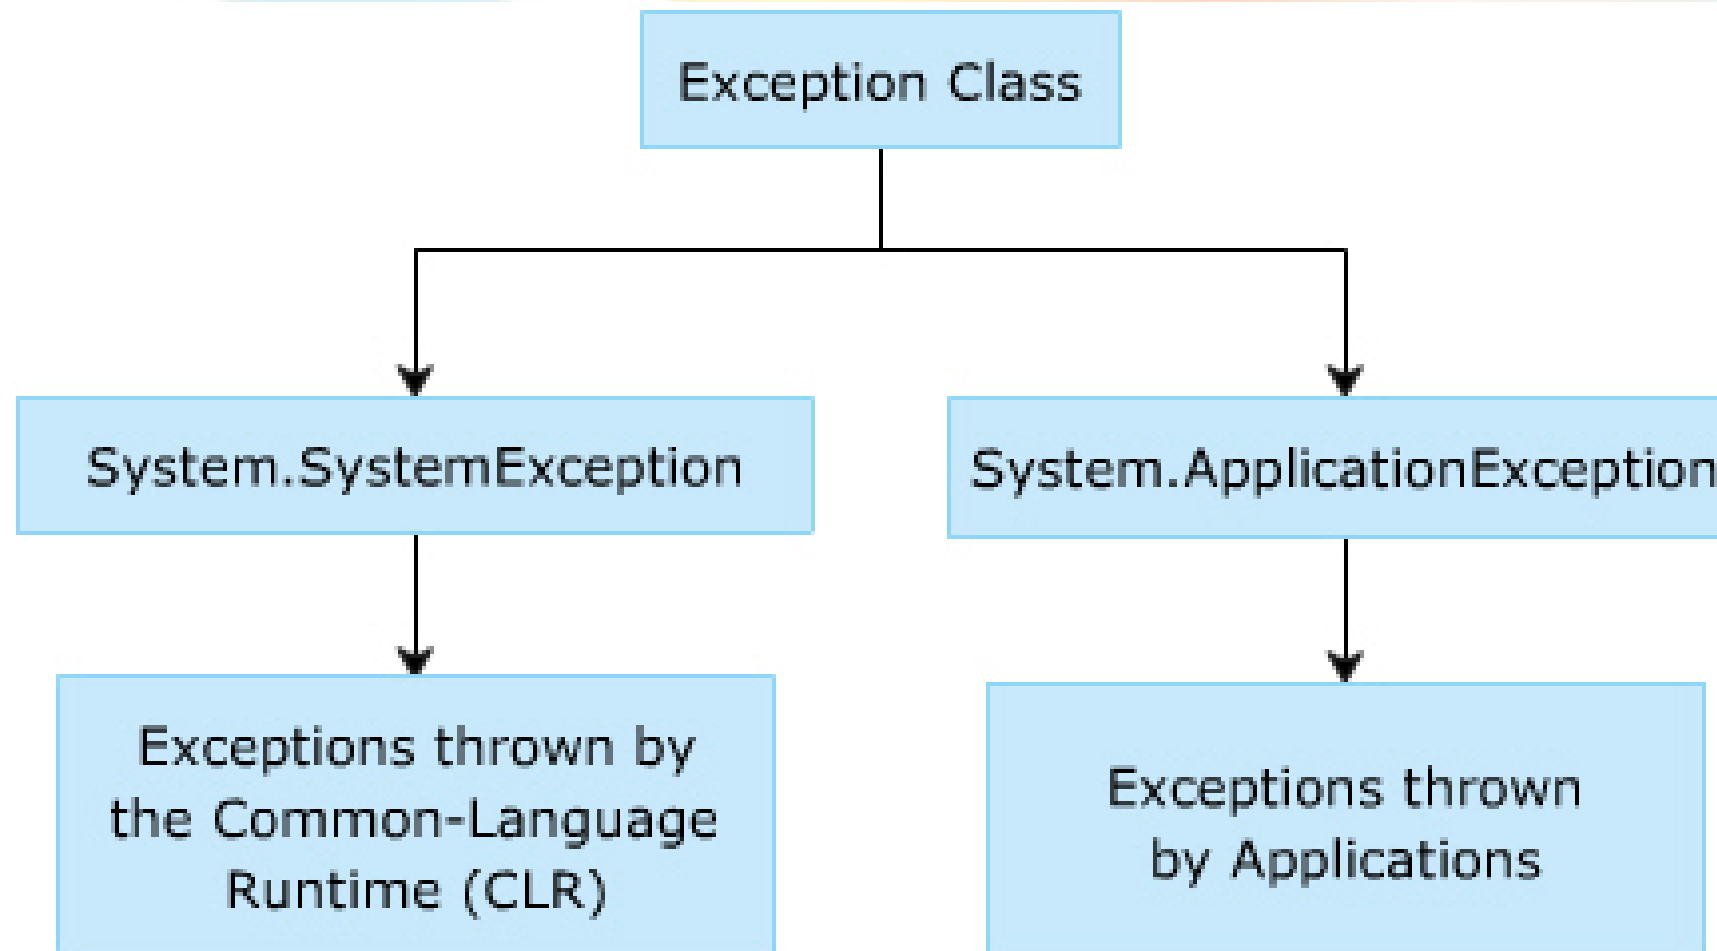 Exception Class
System.SystemException
System.ApplicationException
Exceptions thrown by
the Common-Language
Runtime (CLR)
Exceptions thrown
by Applications